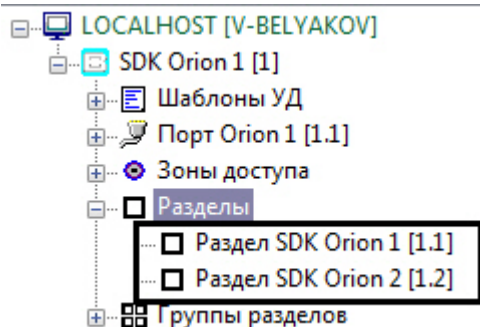 LOCALHOST [V-BELYAKOV]
SDK Orion 1 [1]
Шаблоны УД
Порт Orion 1 [1.1]
Зоны доступа
Разделы
Раздел SDK Orion 1 [1.1]
Раздел SDK Orion 2 [1.2]
Группы разделов